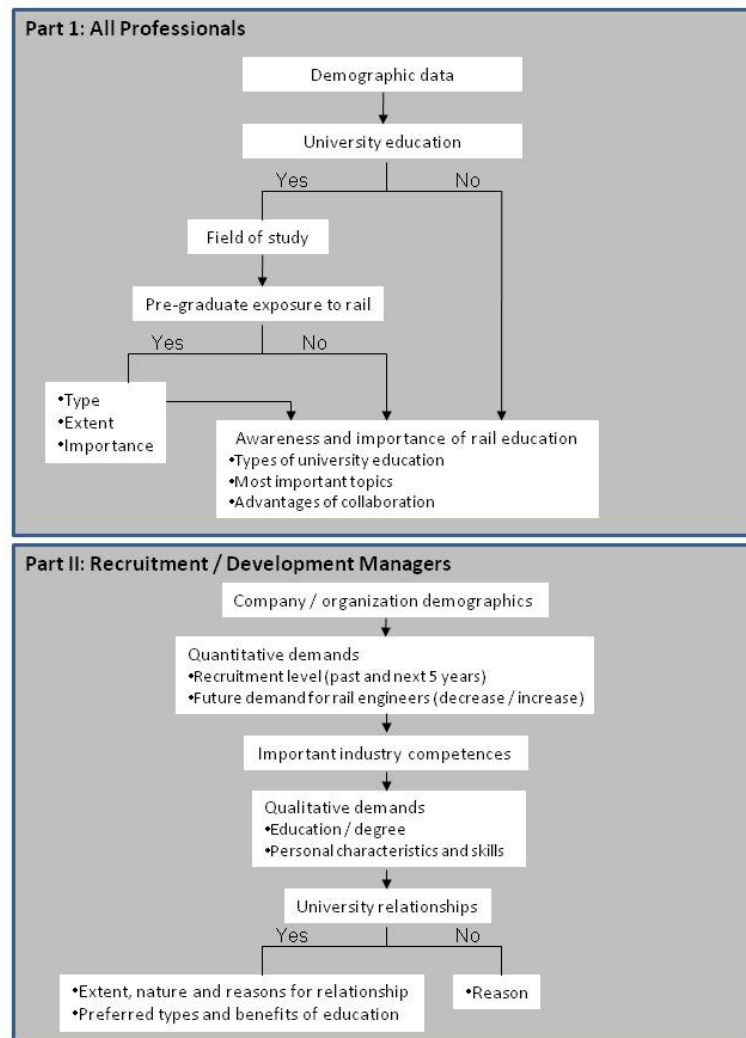 Part 1: All Professionals
Demographic data
University education
Yes
No
Field of study
Pre-graduate exposure to rail
Yes
No
•Type
•Extent
•Importance
Awareness and importance of rail education
•Types of university education
•Most important topics
•Advantages of collaboration
Part II: Recruitment / Development Managers
Company / organization demographics
Quantitative demands
•Recruitment level (past and next 5 years)
•Future demand for rail engineers (decrease / increase)
Important industry competences
Qualitative demands
•Education / degree
•Personal characteristics and skills
University relationships
Yes
No
•Extent, nature and reasons for relationship
•Preferred types and benefits of education
•Reason